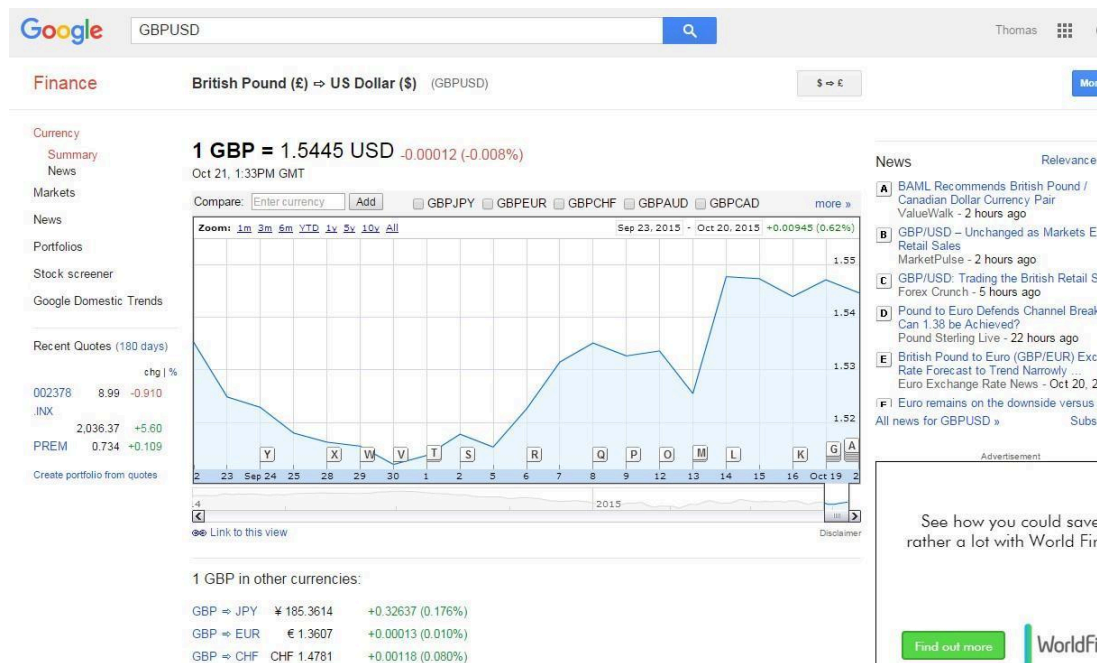 Google
GBPUSD
Thomas
Finance
British Pound (£) ⇨ US Dollar ($) (GBPUSD)
$ ⇨ £
Currency
Summary
News
Markets
News
Portfolios
Stock screener
Google Domestic Trends
Recent Quotes (180 days)
chg | %
002378 8.99 -0.910
.INX
2,036.37 +5.60
PREM 0.734 +0.109
Create portfolio from quotes
1 GBP = 1.5445 USD -0.00012 (-0.008%)
Oct 21, 1:33PM GMT
Compare: Enter currency Add GBPJPY GBPEUR GBPCHF GBPAUD GBPCAD more »
Zoom: 1m 3m 6m YTD 1y 5y 10y All Sep 23, 2015 - Oct 20, 2015 +0.00945 (0.62%)
1.55
1.54
1.53
1.52
Y X W V T S R Q P O M L K G A
2 23 Sep 24 25 28 29 30 1 2 5 6 7 8 9 12 13 14 15 16 Oct 19 2
2015
Link to this view
Disclaimer
1 GBP in other currencies:
GBP ⇨ JPY ¥ 185.3614 +0.32637 (0.176%)
GBP ⇨ EUR € 1.3607 +0.00013 (0.010%)
GBP ⇨ CHF CHF 1.4781 +0.00118 (0.080%)
News Relevance
A BAML Recommends British Pound /
Canadian Dollar Currency Pair
ValueWalk - 2 hours ago
B GBP/USD – Unchanged as Markets E
Retail Sales
MarketPulse - 2 hours ago
C GBP/USD: Trading the British Retail S
Forex Crunch - 5 hours ago
D Pound to Euro Defends Channel Break
Can 1.38 be Achieved?
Pound Sterling Live - 22 hours ago
E British Pound to Euro (GBP/EUR) Exc
Rate Forecast to Trend Narrowly ...
Euro Exchange Rate News - Oct 20, 2
Euro remains on the downside versus
All news for GBPUSD » Subs
Advertisement
See how you could save
rather a lot with World Fir
Find out more
WorldFi